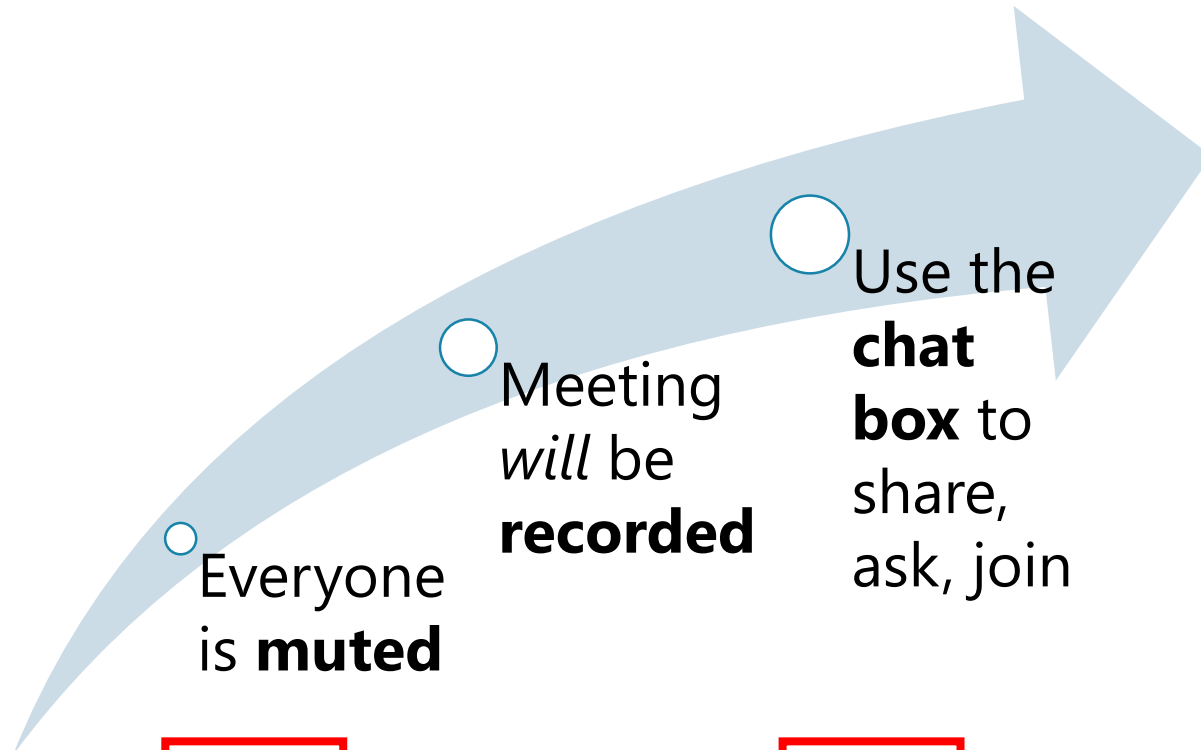 Everyone
is muted
Meeting
will be
recorded
Use the
chat
box to
share,
ask, join